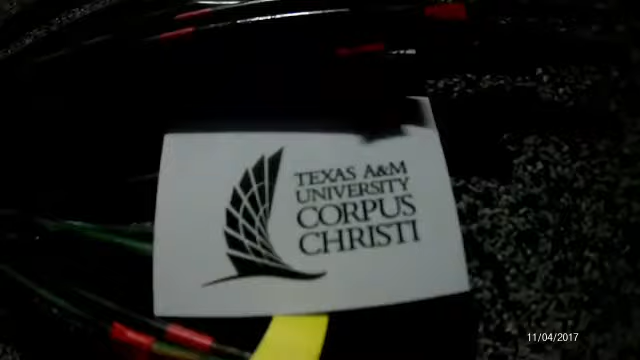 TEXAS A&M
UNIVERSITY
CORPUS
CHRISTI
11/04/2017